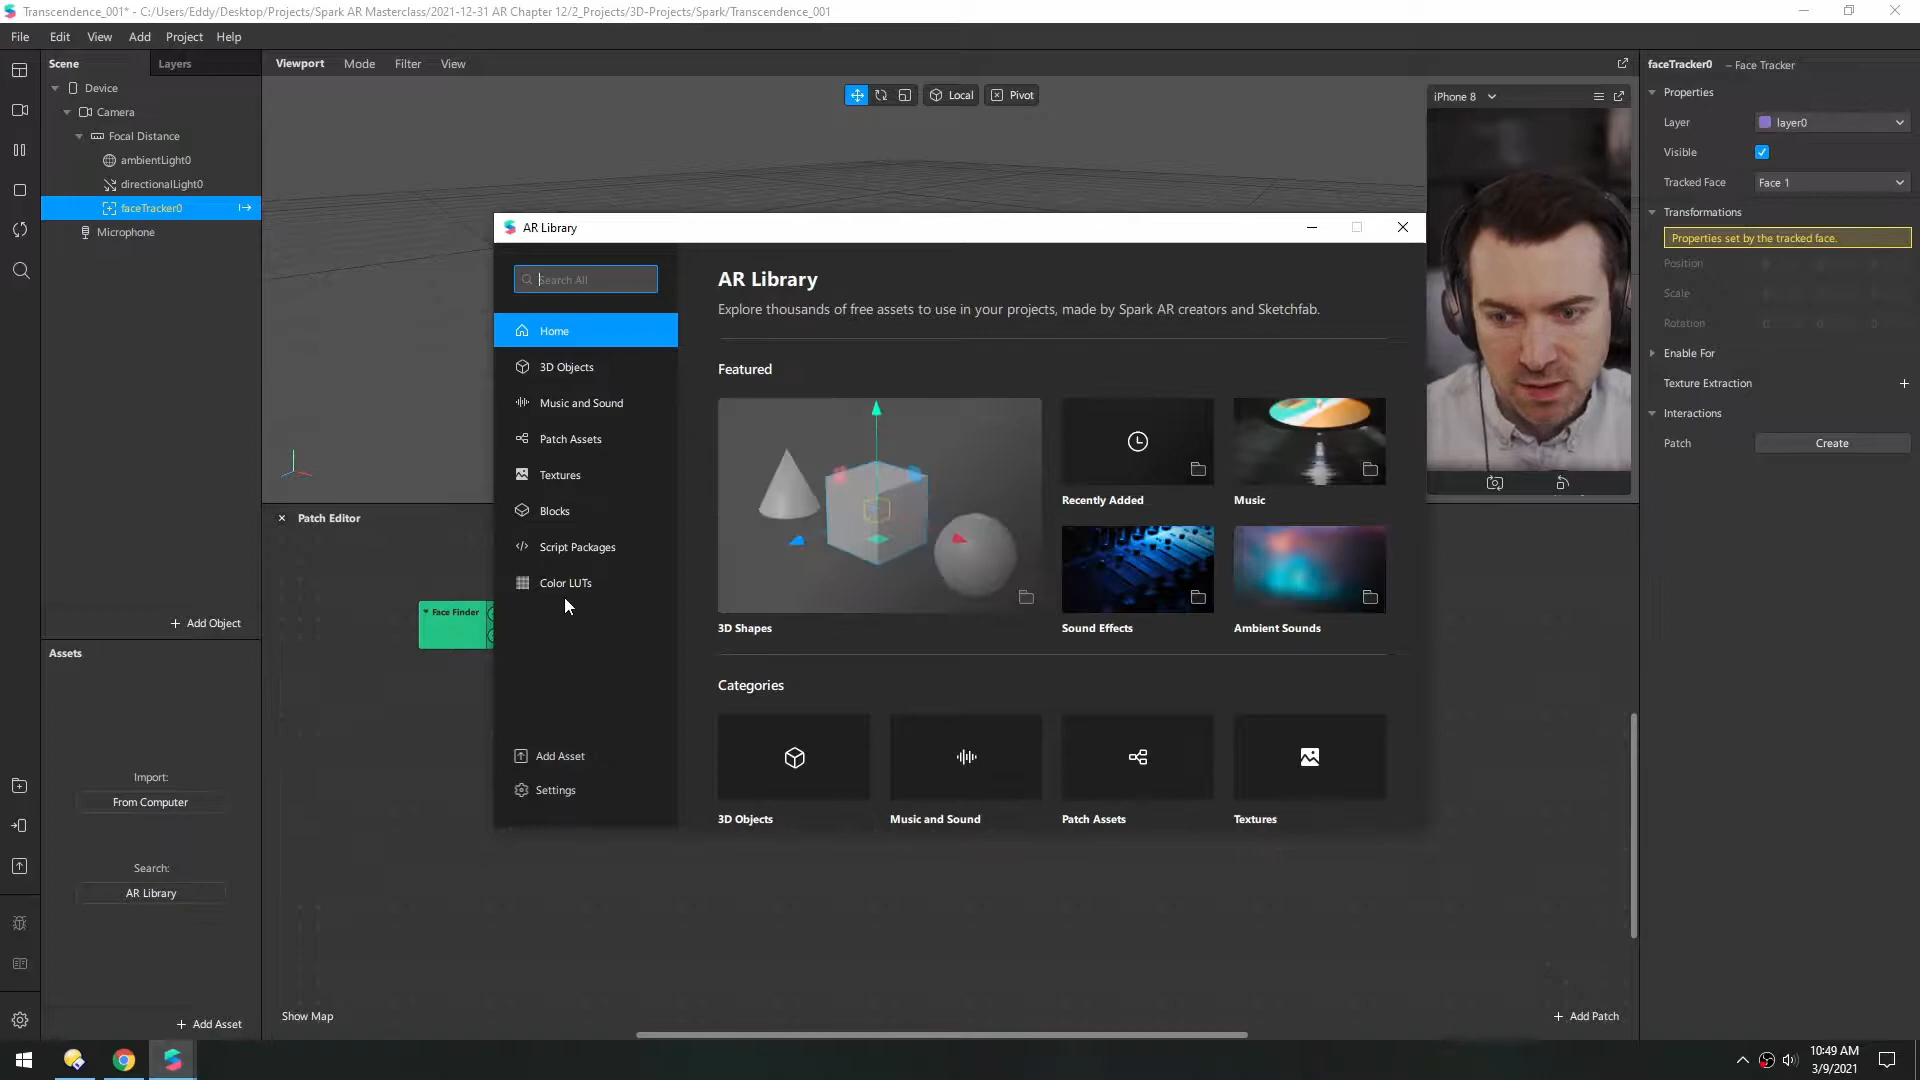 Transcendence_001* - C:/Users/Eddy/Desktop/Projects/Spark AR Masterclass/2021-12-31 AR Chapter 12/2_Projects/3D-Projects/Spark/Transcendence_001
File Edit View Add Project Help
Scene Layers
Device
Camera
Focal Distance
ambientLight0
directionalLight0
faceTracker0
Microphone
+ Add Object
Assets
Import:
From Computer
Search:
AR Library
+ Add Asset
Viewport Mode Filter View
Local Pivot
iPhone 8
Patch Editor
Face Finder
Show Map
+ Add Patch
AR Library
Search All
Home
3D Objects
Music and Sound
Patch Assets
Textures
Blocks
Script Packages
Color LUTs
Add Asset
Settings
AR Library
Explore thousands of free assets to use in your projects, made by Spark AR creators and Sketchfab.
Featured
3D Shapes
Recently Added
Music
Sound Effects
Ambient Sounds
Categories
3D Objects
Music and Sound
Patch Assets
Textures
faceTracker0 – Face Tracker
Properties
Layer layer0
Visible
Tracked Face Face 1
Transformations
Properties set by the tracked face.
Position
Scale
Rotation
Enable For
Texture Extraction +
Interactions
Patch Create
10:49 AM
3/9/2021